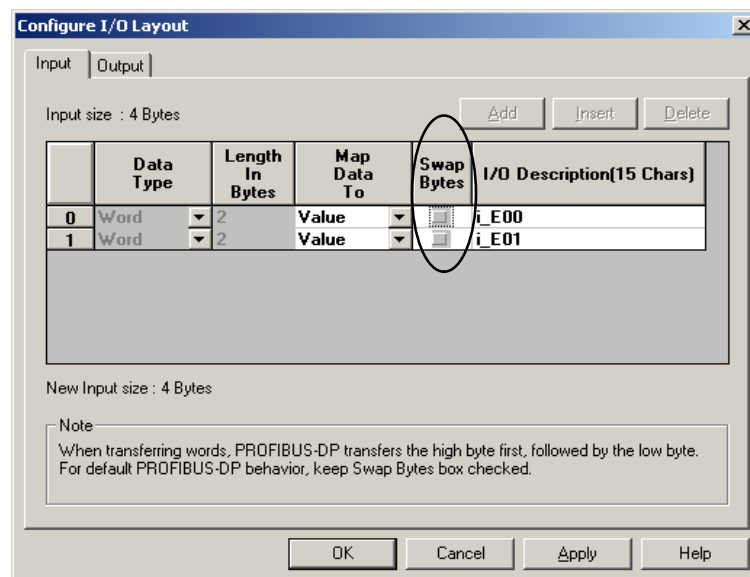 Configure I/O Layout
Input
Output
Input size : 4 Bytes
Add
Insert
Delete
Data Type
Length In Bytes
Map Data To
Swap Bytes
I/O Description(15 Chars)
0 Word 2 Value i_E00
1 Word 2 Value i_E01
New Input size : 4 Bytes
Note
When transferring words, PROFIBUS-DP transfers the high byte first, followed by the low byte.
For default PROFIBUS-DP behavior, keep Swap Bytes box checked.
OK
Cancel
Apply
Help